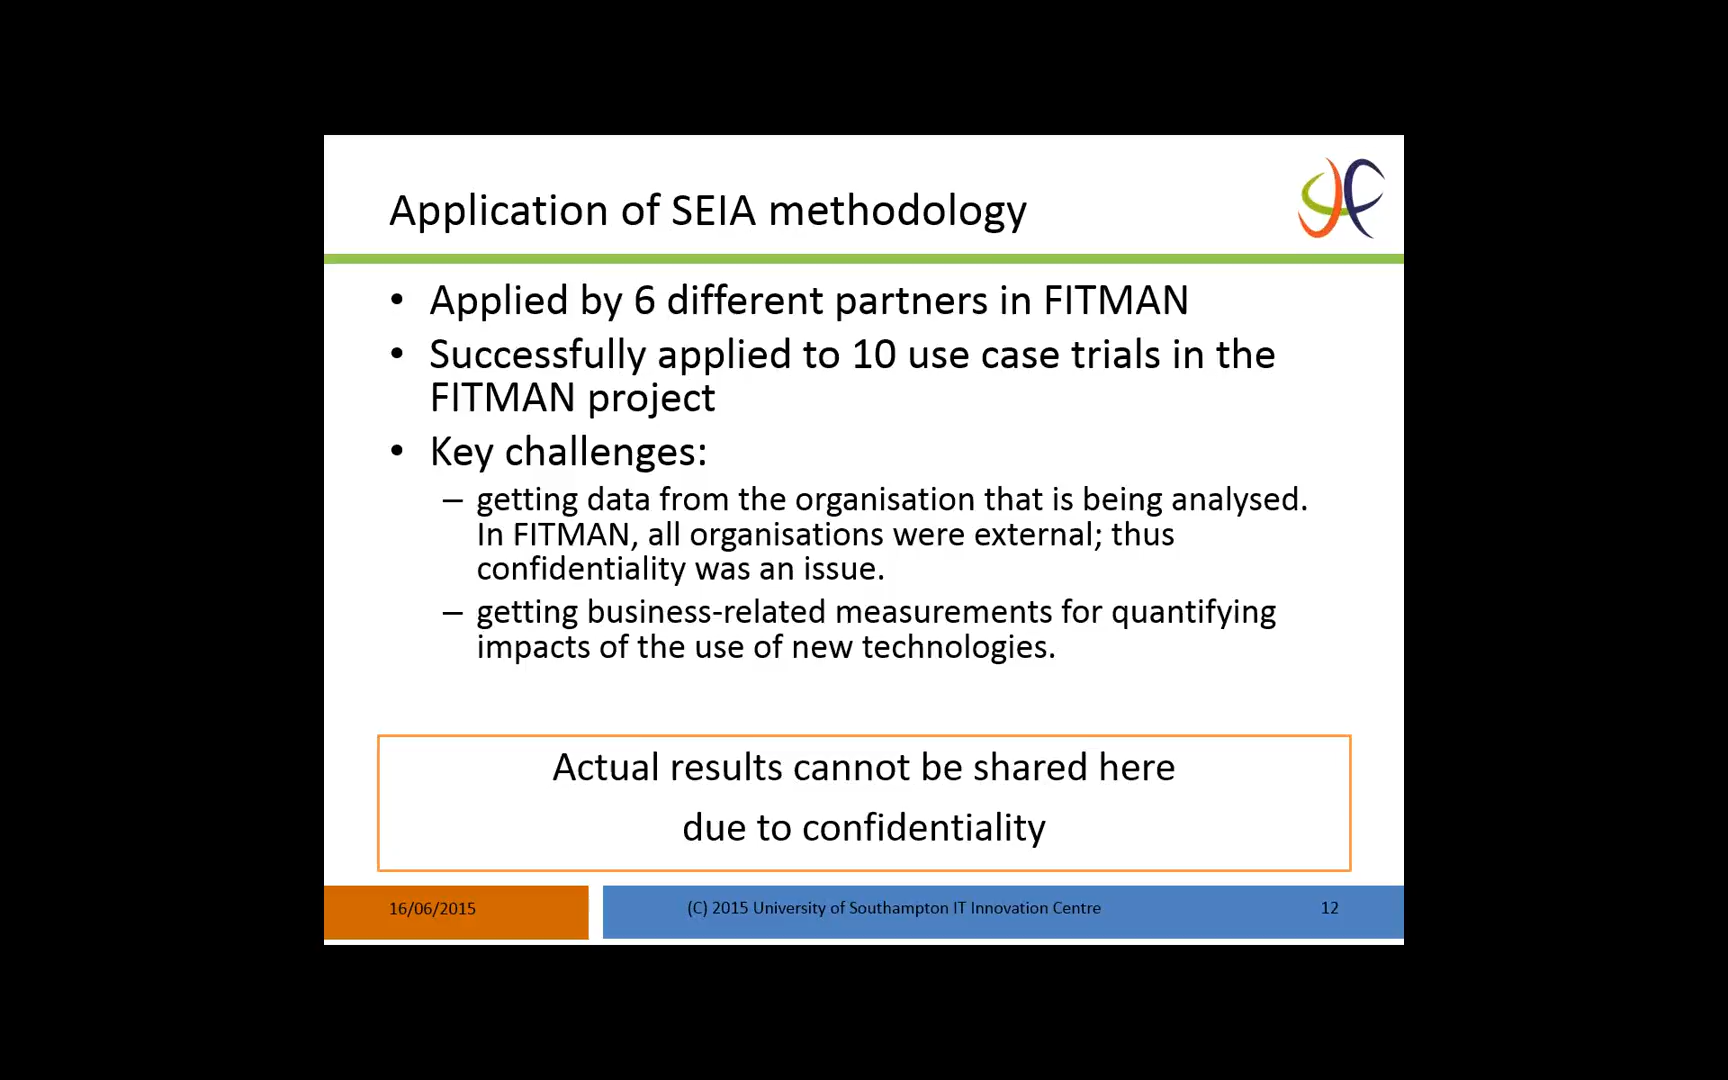 Application of SEIA methodology
• Applied by 6 different partners in FITMAN
• Successfully applied to 10 use case trials in the
FITMAN project
• Key challenges:
– getting data from the organisation that is being analysed.
In FITMAN, all organisations were external; thus
confidentiality was an issue.
– getting business-related measurements for quantifying
impacts of the use of new technologies.
Actual results cannot be shared here
due to confidentiality
16/06/2015
(C) 2015 University of Southampton IT Innovation Centre
12